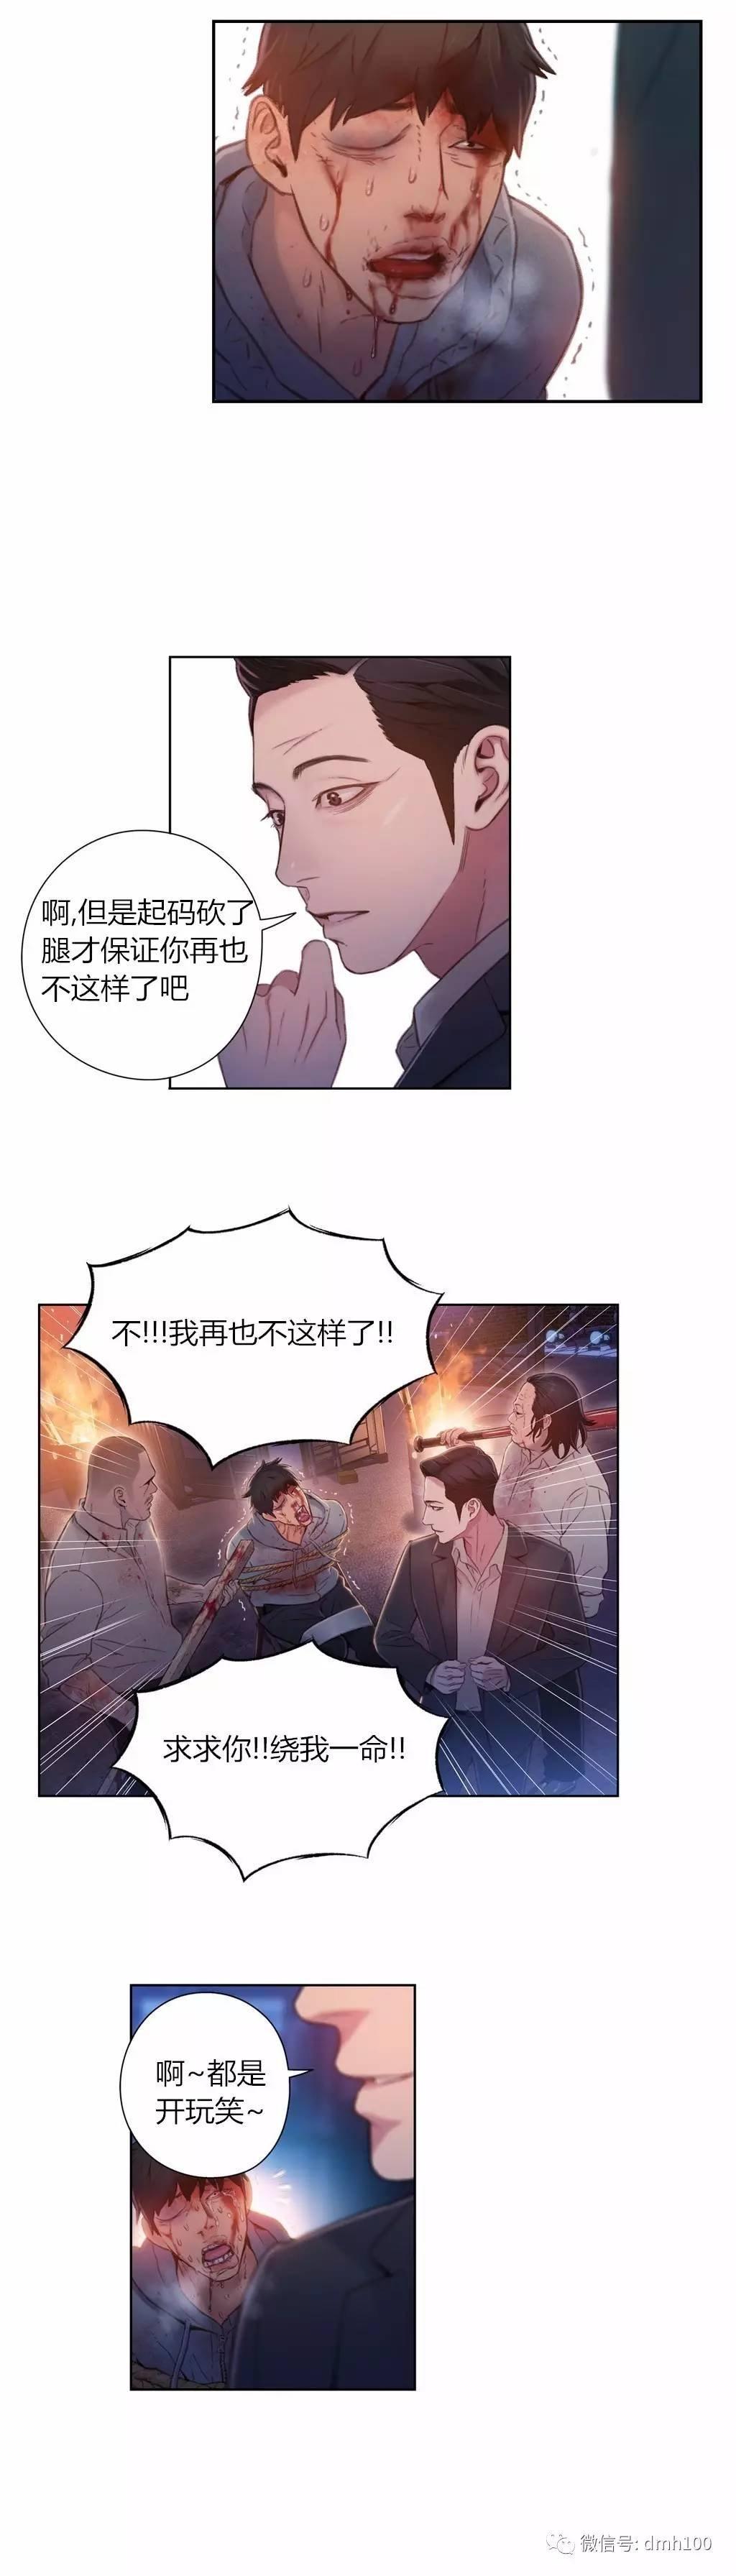 啊,但是起码砍了
腿才保证你再也
不这样了吧
不!!!我再也不这样了!!
求求你!!绕我一命!!
啊~都是
开玩笑~
微信号: dmh100